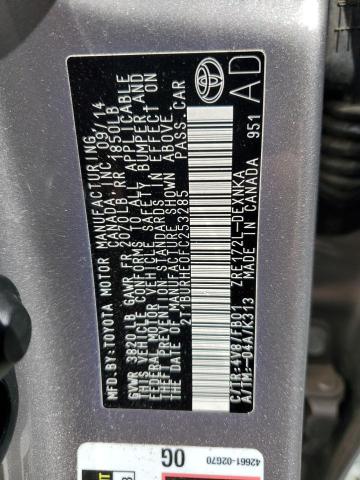 MFD.BY:TOYOTA MOTOR MANUFACTURING
CANADA, INC. 09/14
GVWR 3820LB GAWR FR 2070LB RR 1850LB
THIS VEHICLE CONFORMS TO ALL APPLICABLE
FEDERAL MOTOR VEHICLE SAFETY, BUMPER AND
THEFT PREVENTION STANDARDS IN EFFECT ON
THE DATE OF MANUFACTURE SHOWN ABOVE.
2T1BURHE0FC253285 PASS.CAR
ZRE172L-DEXNKA
C/TR:4V8/FB01 MADE IN CANADA 951
A/TM:-04A/K313
AD
42661-02G70
0G